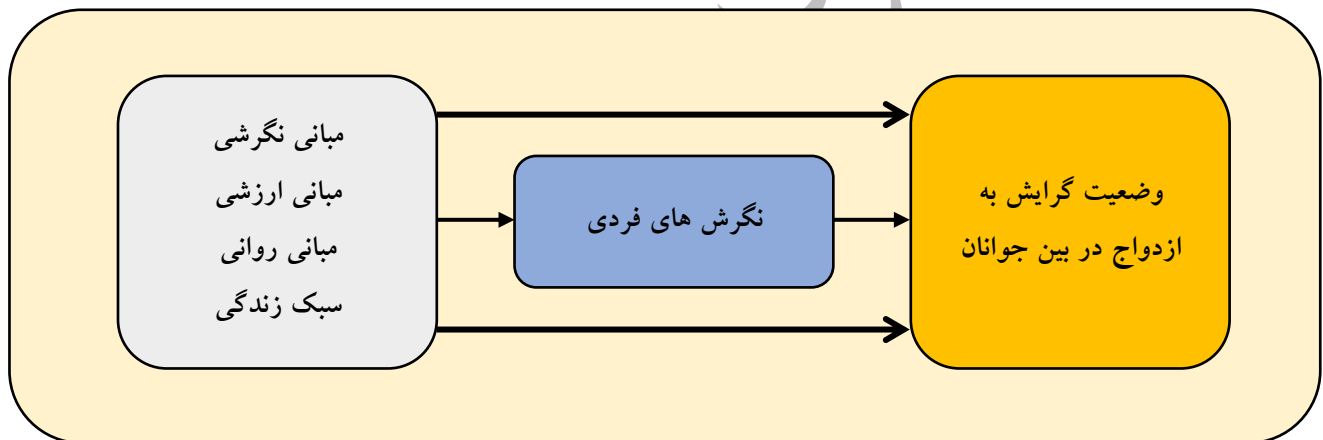 مبانی نگرشی
مبانی ارزشی
مبانی روانی
سبک زندگی
نگرش های فردی
وضعیت گرایش به
ازدواج در بین جوانان